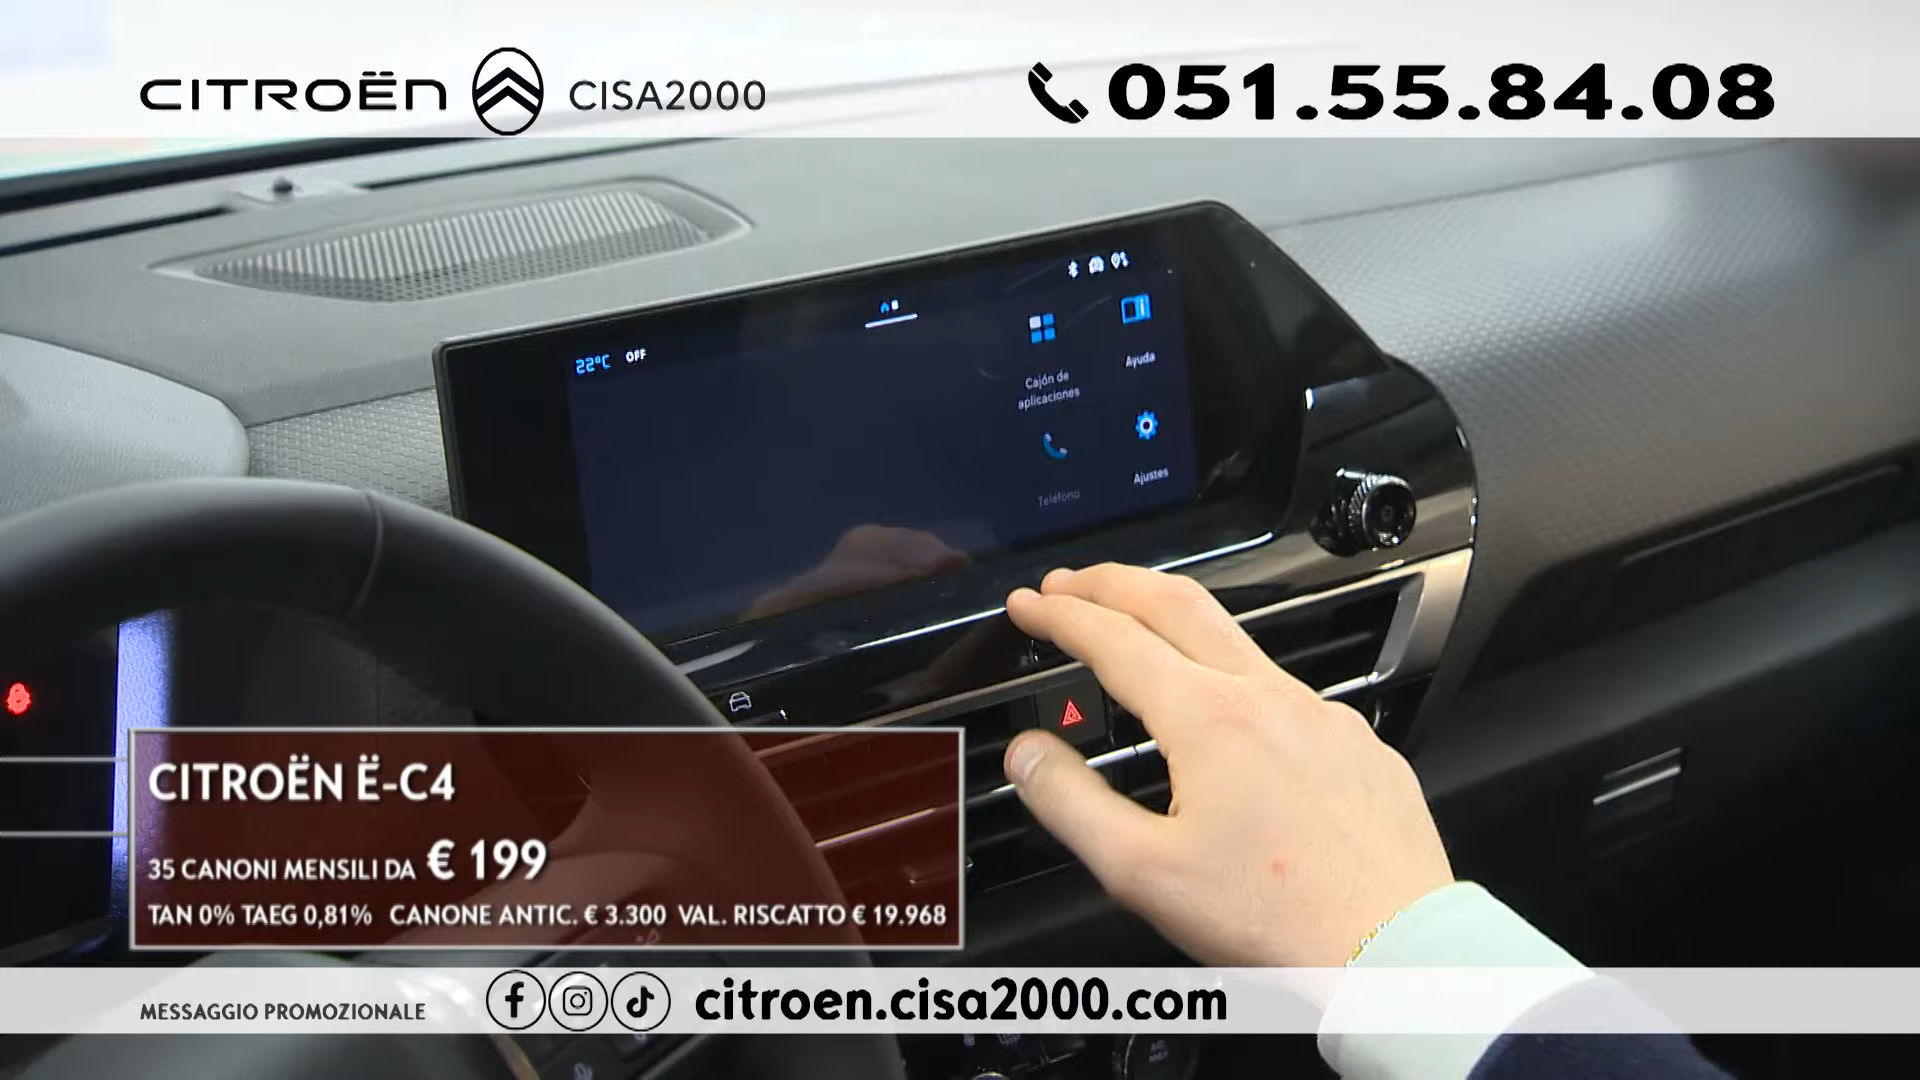 CITROËN CISA2000
051.55.84.08
22°C OFF
Cajón de
aplicaciones
Ayuda
Teléfono
Ajustes
CITROËN Ë-C4
35 CANONI MENSILI DA € 199
TAN 0% TAEG 0,81% CANONE ANTIC. € 3.300 VAL. RISCATTO € 19.968
MESSAGGIO PROMOZIONALE
citroen.cisa2000.com